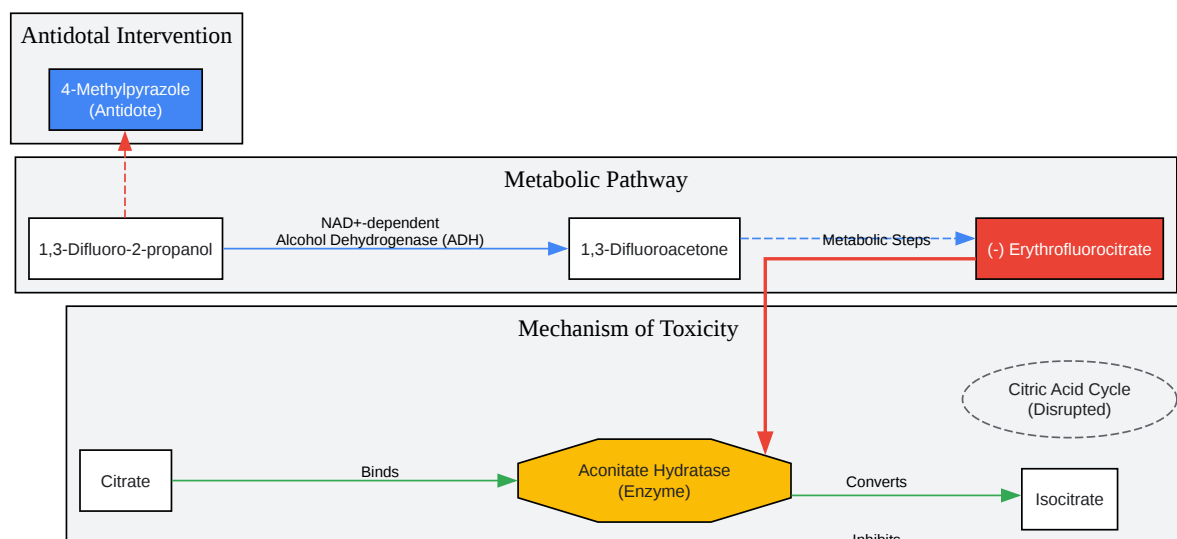 Antidotal Intervention
4-Methylpyrazole
(Antidote)
Metabolic Pathway
1,3-Difluoro-2-propanol
NAD+-dependent
Alcohol Dehydrogenase (ADH)
1,3-Difluoroacetone
Metabolic Steps
(-) Erythrofluorocitrate
Mechanism of Toxicity
Citric Acid Cycle
(Disrupted)
Citrate
Binds
Aconitate Hydratase
(Enzyme)
Converts
Isocitrate
Inhibits